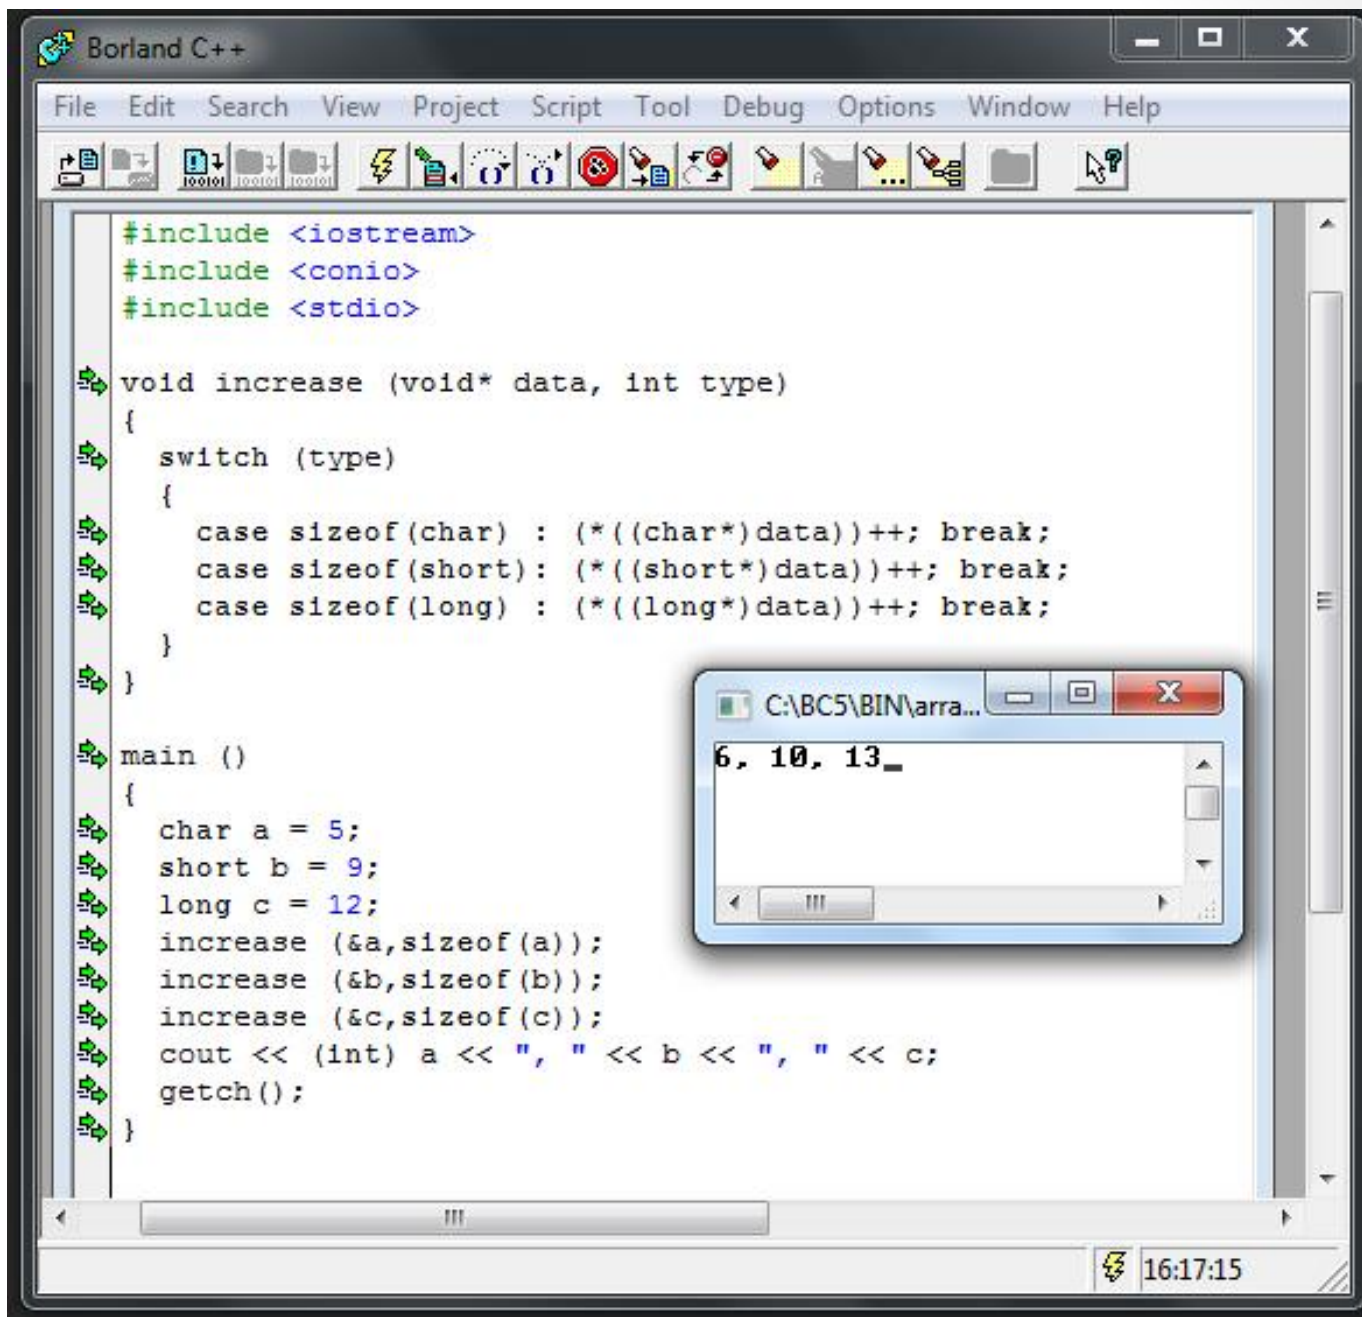 Borland C++
File Edit Search View Project Script Tool Debug Options Window Help
#include <iostream>
#include <conio>
#include <stdio>
void increase (void* data, int type)
{
switch (type)
{
case sizeof(char) : (*((char*)data))++; break;
case sizeof(short): (*((short*)data))++; break;
case sizeof(long) : (*((long*)data))++; break;
}
}
C:\BC5\BIN\arra...
6, 10, 13_
main ()
{
char a = 5;
short b = 9;
long c = 12;
increase (&a,sizeof(a));
increase (&b,sizeof(b));
increase (&c,sizeof(c));
cout << (int) a << ", " << b << ", " << c;
getch();
}
16:17:15